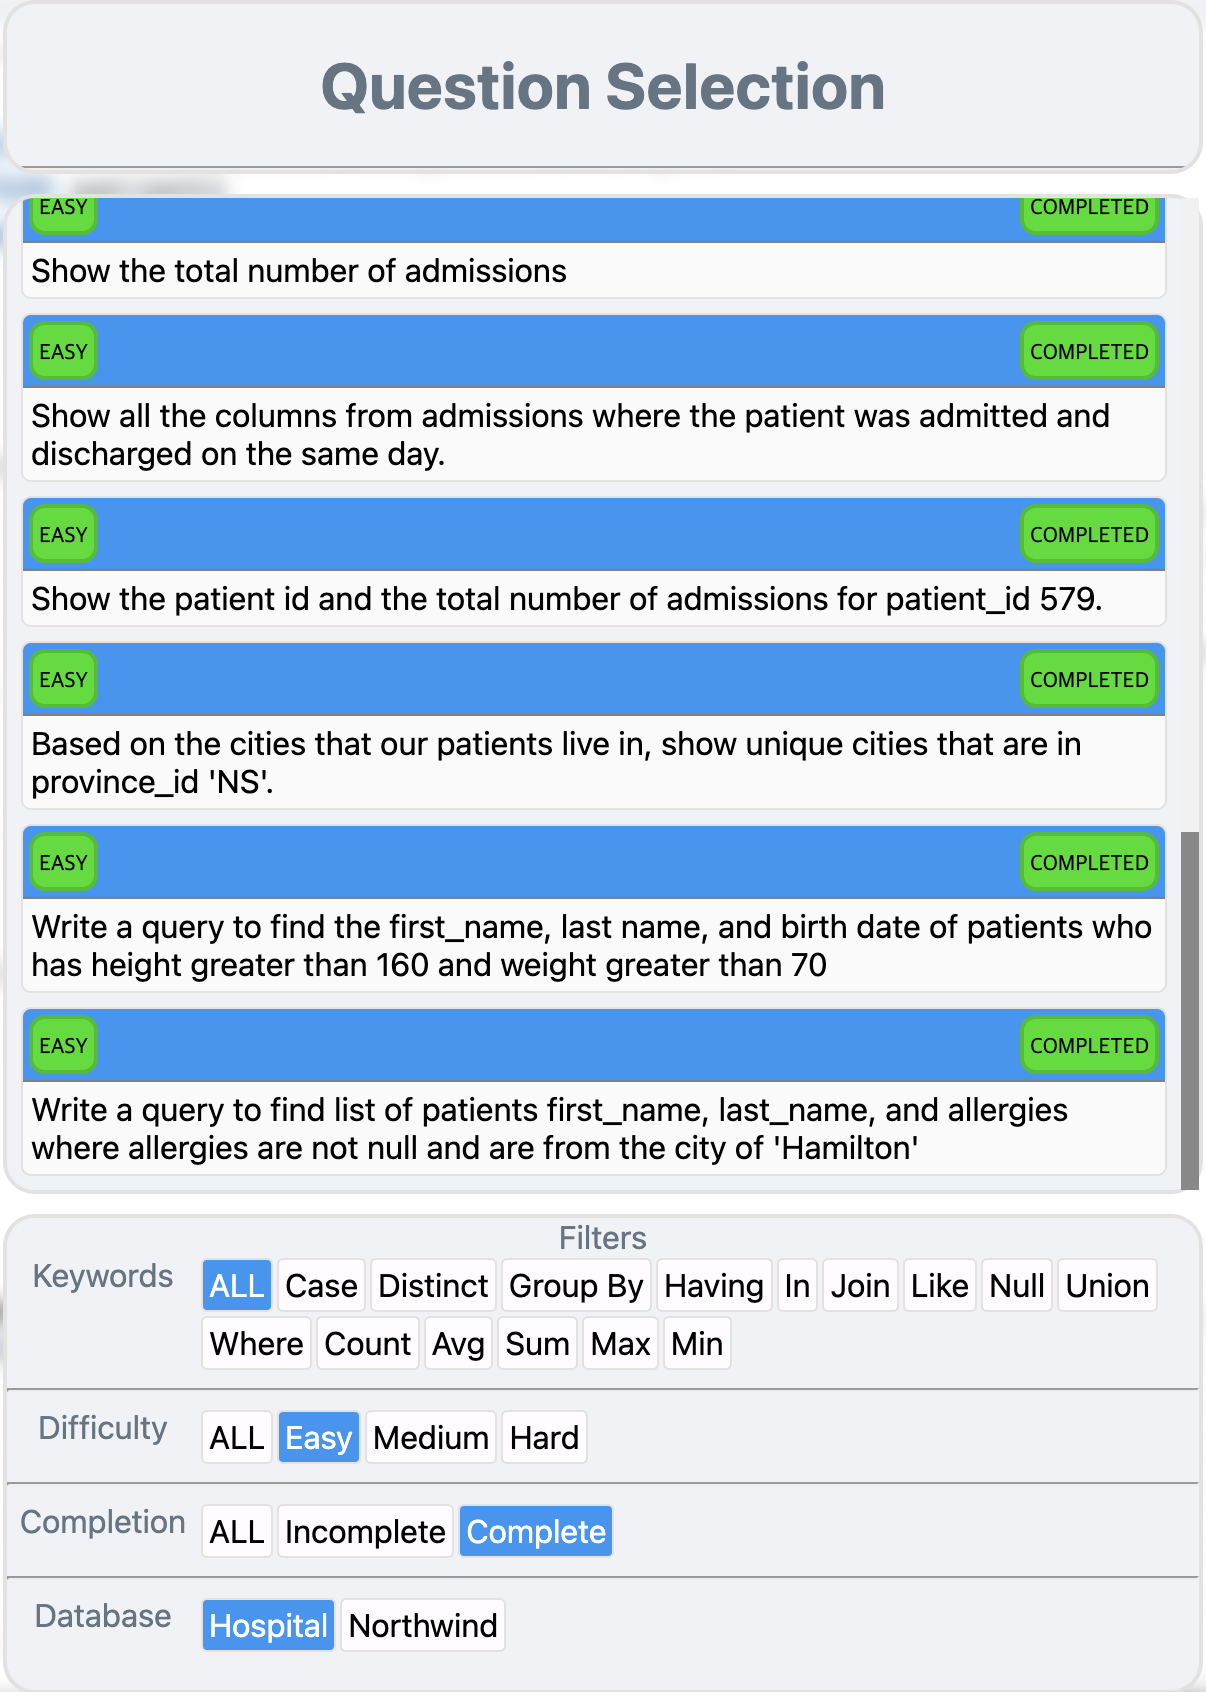 Question Selection
EASY COMPLETED
Show the total number of admissions
EASY COMPLETED
Show all the columns from admissions where the patient was admitted and
discharged on the same day.
EASY COMPLETED
Show the patient id and the total number of admissions for patient_id 579.
EASY COMPLETED
Based on the cities that our patients live in, show unique cities that are in
province_id 'NS'.
EASY COMPLETED
Write a query to find the first_name, last name, and birth date of patients who
has height greater than 160 and weight greater than 70
EASY COMPLETED
Write a query to find list of patients first_name, last_name, and allergies
where allergies are not null and are from the city of 'Hamilton'
Filters
Keywords ALL Case Distinct Group By Having In Join Like Null Union
Where Count Avg Sum Max Min
Difficulty ALL Easy Medium Hard
Completion ALL Incomplete Complete
Database Hospital Northwind